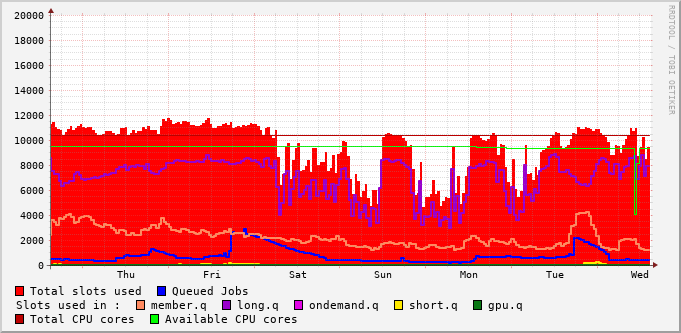 RRDTOOL / TOBI OETIKER
20000
18000
16000
14000
12000
10000
8000
6000
4000
2000
0
Thu Fri Sat Sun Mon Tue Wed
Total slots used Queued Jobs
Slots used in : member.q long.q ondemand.q short.q gpu.q
Total CPU cores Available CPU cores